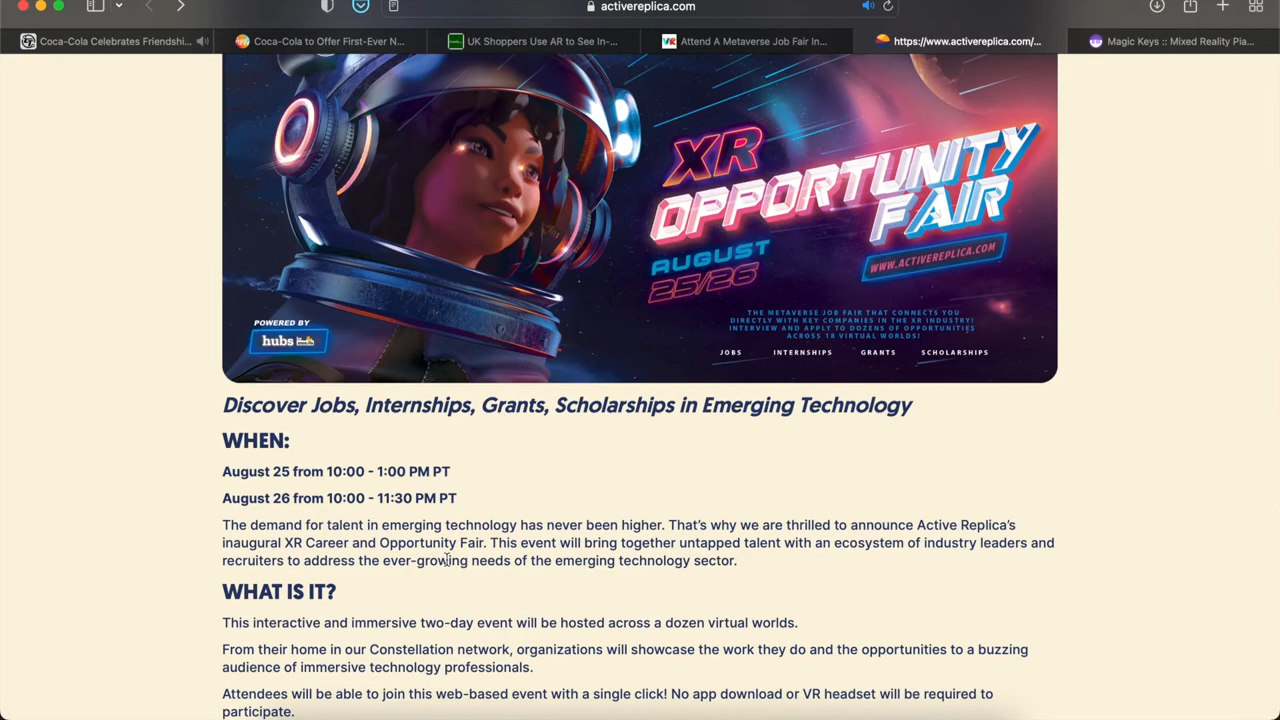 activereplica.com
Coca-Cola Celebrates Friendshi...
Coca-Cola to Offer First-Ever N...
UK Shoppers Use AR to See In-...
Attend A Metaverse Job Fair In...
https://www.activereplica.com/...
Magic Keys :: Mixed Reality Pia...
XR
OPPORTUNITY
FAIR
AUGUST
25/26
WWW.ACTIVEREPLICA.COM
THE METAVERSE JOB FAIR THAT CONNECTS YOU
DIRECTLY WITH KEY COMPANIES IN THE XR INDUSTRY!
INTERVIEW AND APPLY TO DOZENS OF OPPORTUNITIES
ACROSS 18 VIRTUAL WORLDS!
JOBS INTERNSHIPS GRANTS SCHOLARSHIPS
POWERED BY
hubs
Discover Jobs, Internships, Grants, Scholarships in Emerging Technology
WHEN:
August 25 from 10:00 - 1:00 PM PT
August 26 from 10:00 - 11:30 PM PT
The demand for talent in emerging technology has never been higher. That's why we are thrilled to announce Active Replica's
inaugural XR Career and Opportunity Fair. This event will bring together untapped talent with an ecosystem of industry leaders and
recruiters to address the ever-growing needs of the emerging technology sector.
WHAT IS IT?
This interactive and immersive two-day event will be hosted across a dozen virtual worlds.
From their home in our Constellation network, organizations will showcase the work they do and the opportunities to a buzzing
audience of immersive technology professionals.
Attendees will be able to join this web-based event with a single click! No app download or VR headset will be required to
participate.